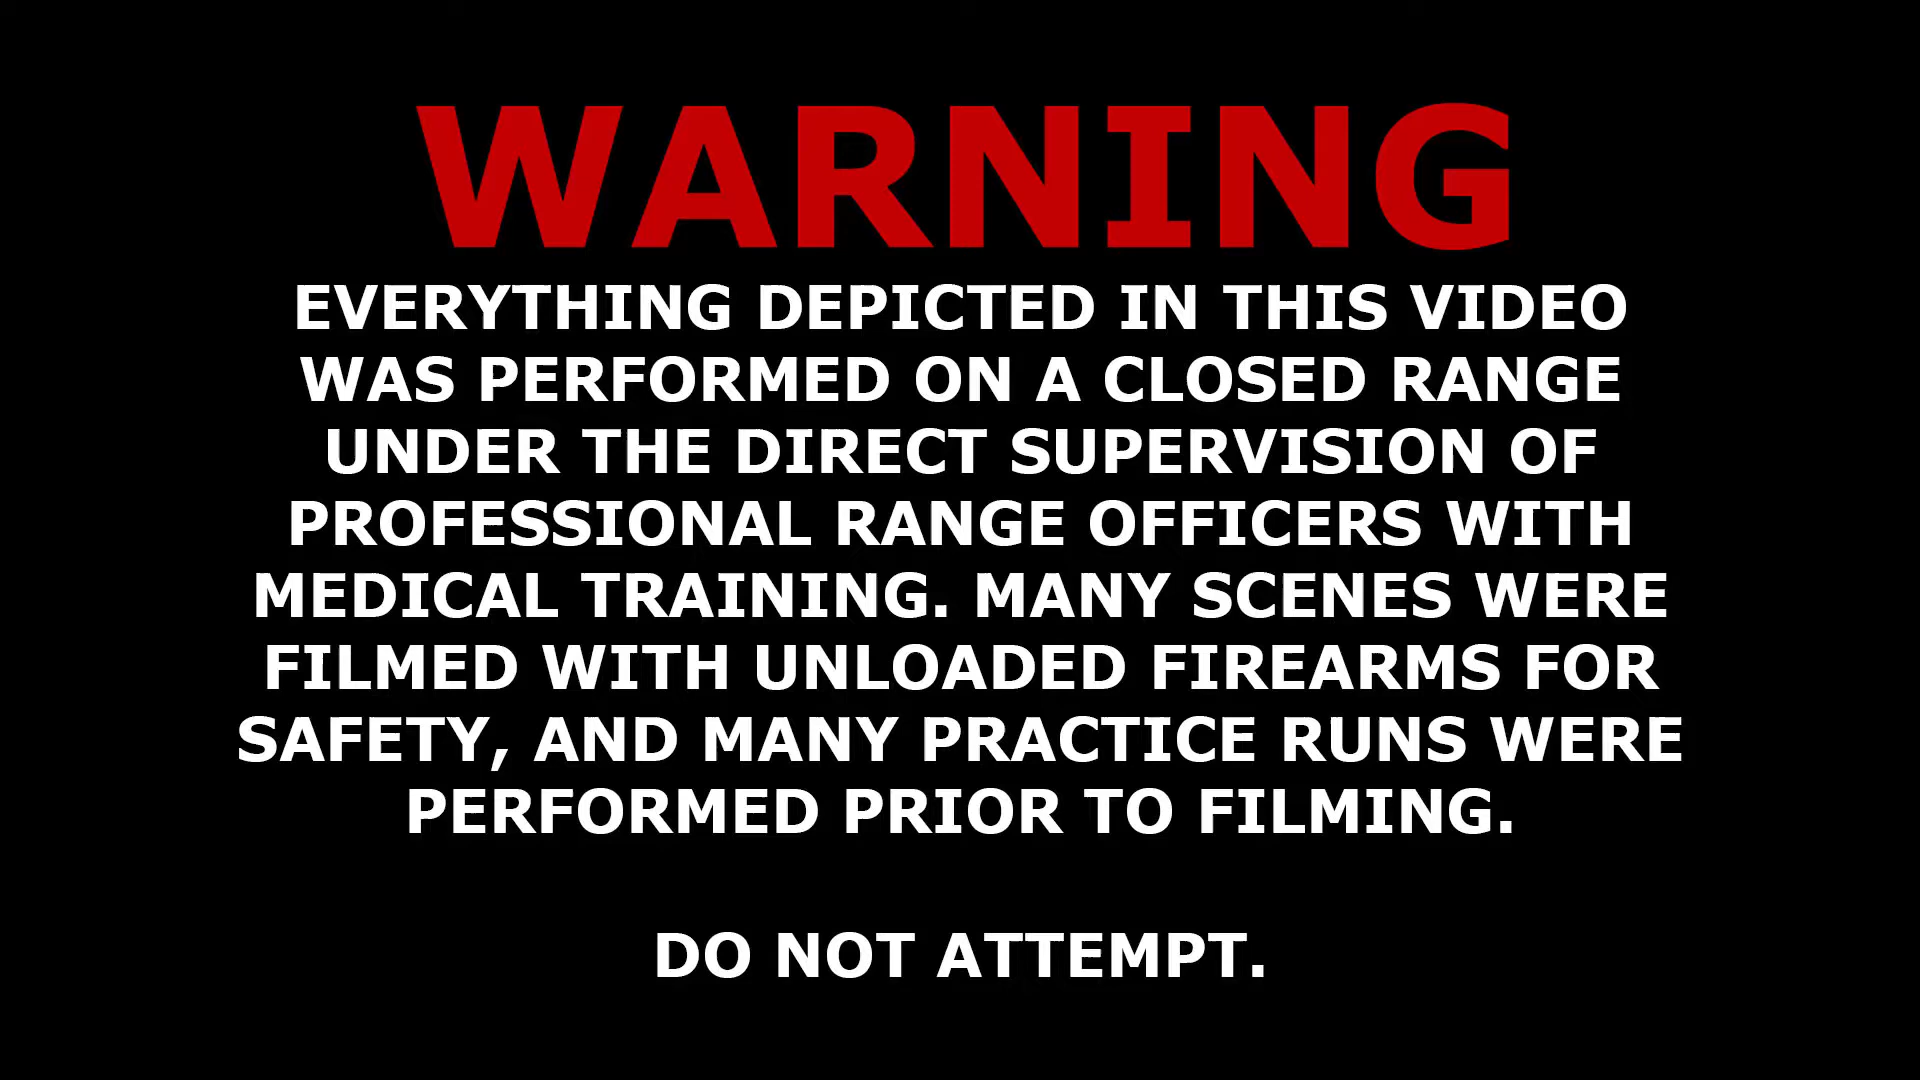 WARNING
EVERYTHING DEPICTED IN THIS VIDEO
WAS PERFORMED ON A CLOSED RANGE
UNDER THE DIRECT SUPERVISION OF
PROFESSIONAL RANGE OFFICERS WITH
MEDICAL TRAINING. MANY SCENES WERE
FILMED WITH UNLOADED FIREARMS FOR
SAFETY, AND MANY PRACTICE RUNS WERE
PERFORMED PRIOR TO FILMING.
DO NOT ATTEMPT.